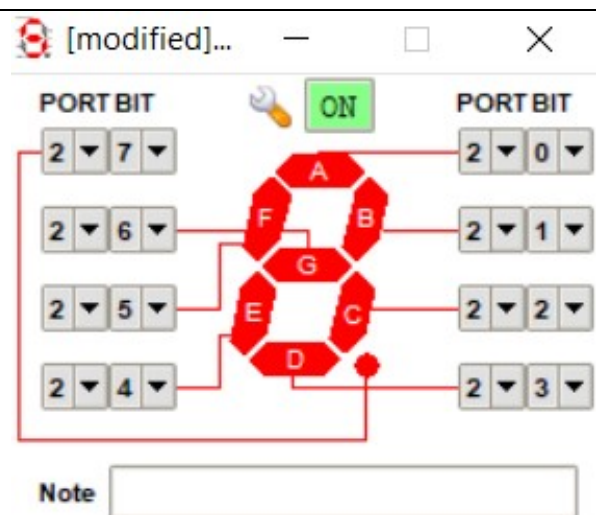 [modified]...
PORT BIT ON PORT BIT
2 7 A 2 0
2 6 F B 2 1
G
2 5 E C 2 2
D
2 4 2 3
Note